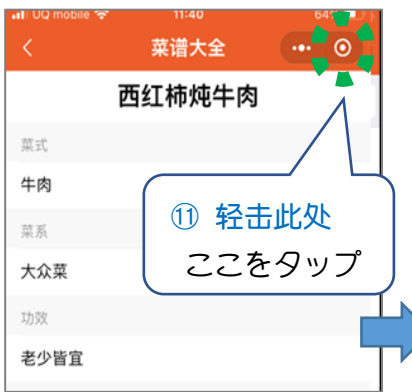 UQ mobile 11:40 64%
菜谱大全
西红柿炖牛肉
菜式
牛肉
菜系
大众菜
功效
老少皆宜
⑪ 轻击此处
ここをタップ